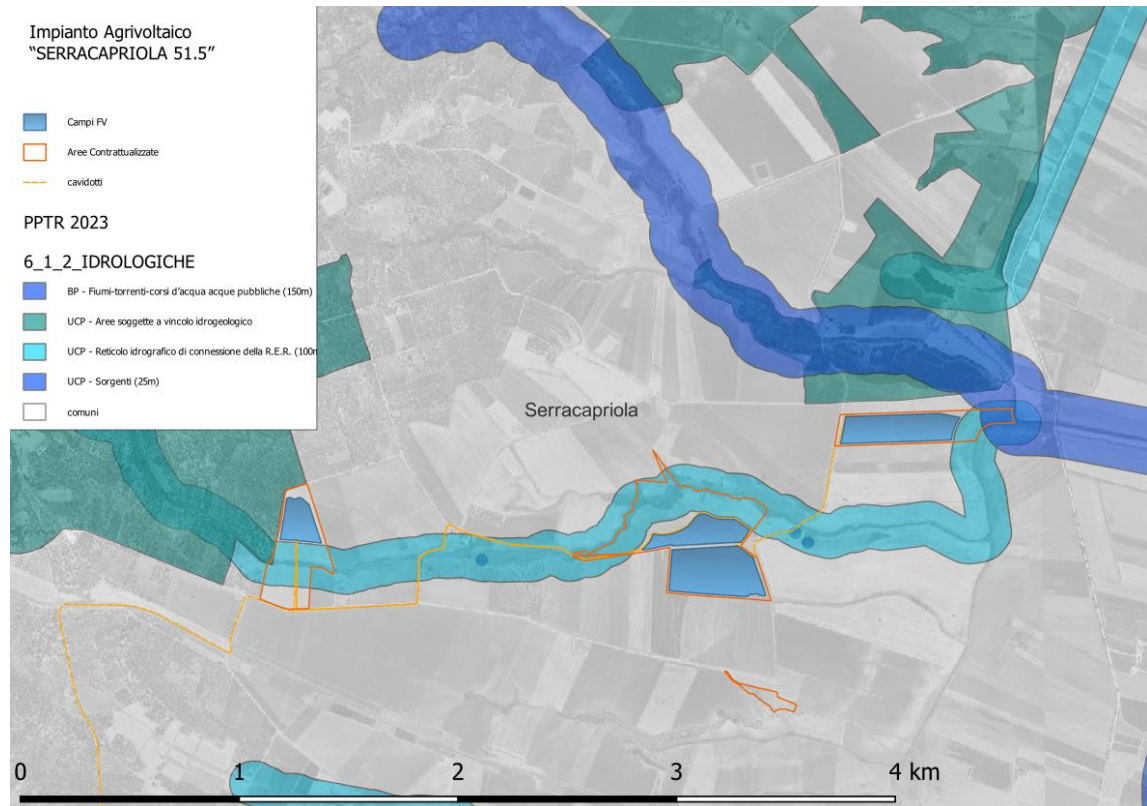 Impianto Agrivoltaico
“SERRACAPRIOLA 51.5”
Campi FV
Aree Contrattualizzate
cavidotti
PPTR 2023
6_1_2_IDROLOGICHE
BP - Fiumi-torrenti-corsi d'acqua acque pubbliche (150m)
UCP - Aree soggette a vincolo idrogeologico
UCP - Reticolo idrografico di connessione della R.E.R. (100m
UCP - Sorgenti (25m)
comuni
Serracapriola
0 1 2 3 4 km